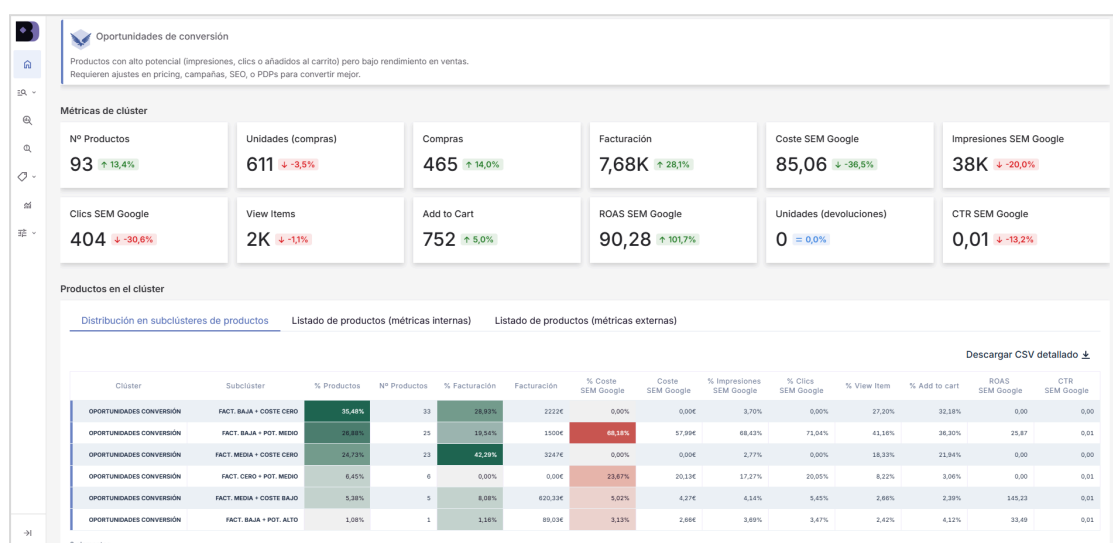 Oportunidades de conversión
Productos con alto potencial (impresiones, clics o añadidos al carrito) pero bajo rendimiento en ventas.
Requieren ajustes en pricing, campañas, SEO, o PDPs para convertir mejor.
Métricas de clúster
Nº Productos
93 ↑ 13,4%
Unidades (compras)
611 ↓ -3,5%
Compras
465 ↑ 14,0%
Facturación
7,68K ↑ 28,1%
Coste SEM Google
85,06 ↓ -36,5%
Impresiones SEM Google
38K ↓ -20,0%
Clics SEM Google
404 ↓ -30,6%
View Items
2K ↓ -1,1%
Add to Cart
752 ↑ 5,0%
ROAS SEM Google
90,28 ↑ 101,7%
Unidades (devoluciones)
0 = 0,0%
CTR SEM Google
0,01 ↓ -13,2%
Productos en el clúster
Distribución en subclústeres de productos Listado de productos (métricas internas) Listado de productos (métricas externas)
Descargar CSV detallado
Clúster Subclúster % Productos Nº Productos % Facturación Facturación % Coste SEM Google Coste SEM Google % Impresiones SEM Google % Clics SEM Google % View Item % Add to cart ROAS SEM Google CTR SEM Google
OPORTUNIDADES CONVERSIÓN FACT. BAJA + COSTE CERO 35,48% 33 28,93% 2222€ 0,00% 0,00€ 3,70% 0,00% 27,20% 32,18% 0,00 0,00
OPORTUNIDADES CONVERSIÓN FACT. BAJA + POT. MEDIO 26,88% 25 19,54% 1500€ 68,16% 57,99€ 68,43% 71,04% 41,16% 36,30% 25,87 0,01
OPORTUNIDADES CONVERSIÓN FACT. MEDIA + COSTE CERO 24,73% 23 42,29% 3247€ 0,00% 0,00€ 2,77% 0,00% 18,33% 21,94% 0,00 0,00
OPORTUNIDADES CONVERSIÓN FACT. CERO + POT. MEDIO 6,45% 6 0,00% 0,00€ 23,67% 20,13€ 17,27% 20,05% 8,22% 3,06% 0,00 0,01
OPORTUNIDADES CONVERSIÓN FACT. MEDIA + COSTE BAJO 5,38% 5 8,08% 620,33€ 5,02% 4,27€ 4,14% 5,45% 2,66% 2,39% 145,23 0,01
OPORTUNIDADES CONVERSIÓN FACT. BAJA + POT. ALTO 1,08% 1 1,16% 89,03€ 3,13% 2,66€ 3,69% 3,47% 2,42% 4,12% 33,49 0,01